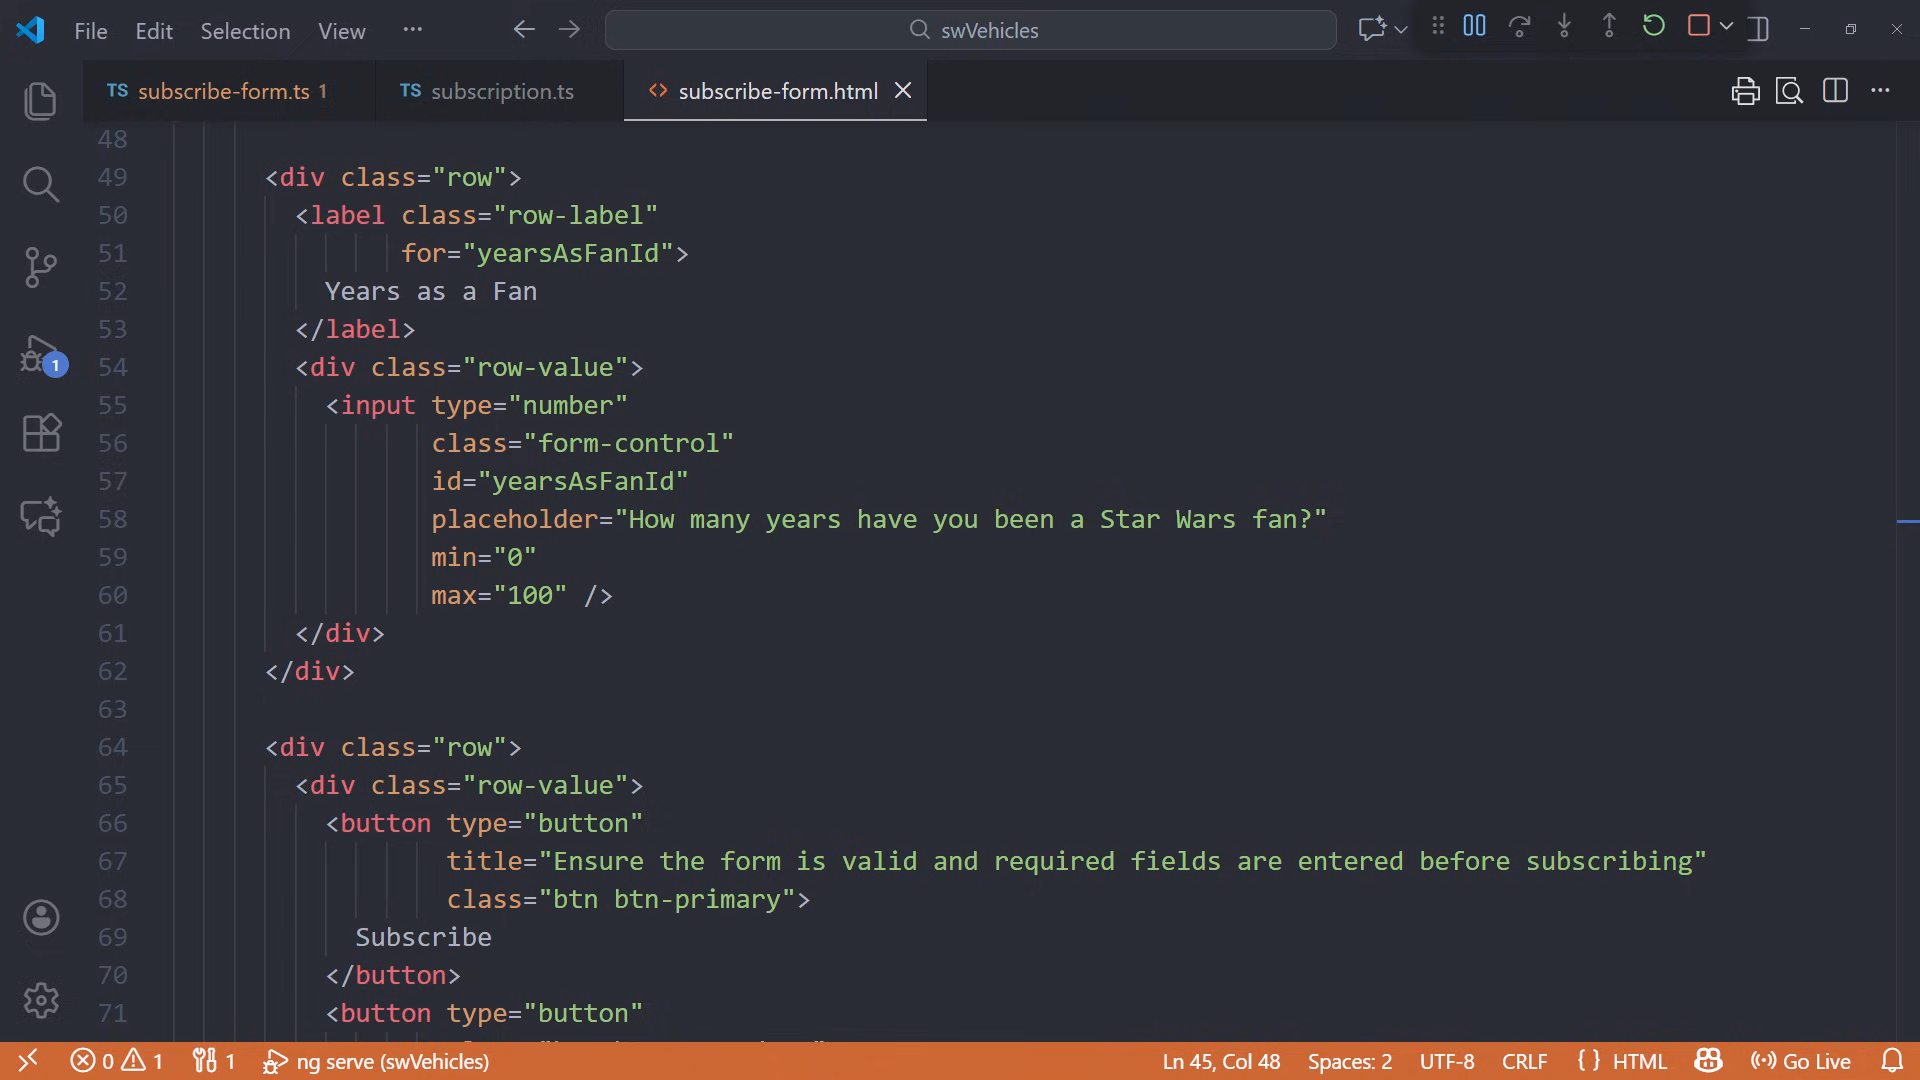 File Edit Selection View ··· swVehicles
TS subscribe-form.ts 1 TS subscription.ts <> subscribe-form.html
48
49 <div class="row">
50 <label class="row-label"
51 for="yearsAsFanId">
52 Years as a Fan
53 </label>
54 <div class="row-value">
55 <input type="number"
56 class="form-control"
57 id="yearsAsFanId"
58 placeholder="How many years have you been a Star Wars fan?"
59 min="0"
60 max="100" />
61 </div>
62 </div>
63
64 <div class="row">
65 <div class="row-value">
66 <button type="button"
67 title="Ensure the form is valid and required fields are entered before subscribing"
68 class="btn btn-primary">
69 Subscribe
70 </button>
71 <button type="button"
1
0 1 1 ng serve (swVehicles) Ln 45, Col 48 Spaces: 2 UTF-8 CRLF {} HTML Go Live